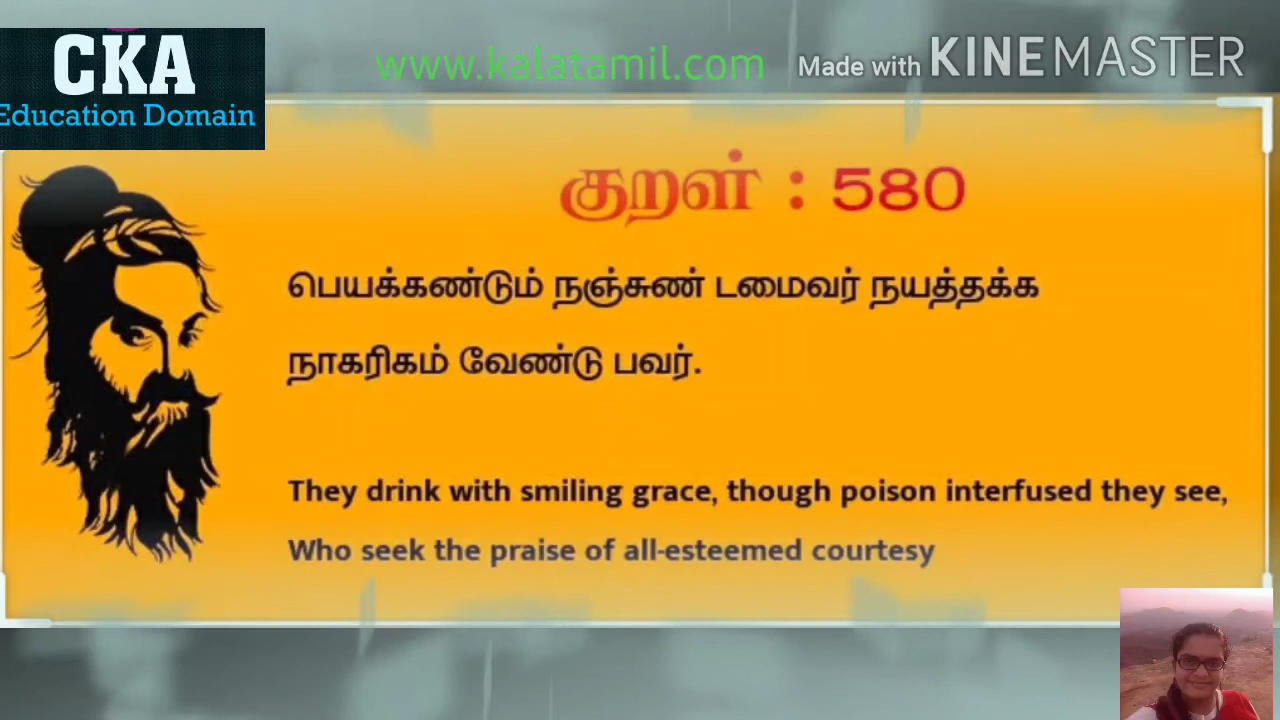 CKA
Education Domain
www.kalatamil.com
Made with KINEMASTER
குறள் : 580
பெயக்கண்டும் நஞ்சுண் டமைவர் நயத்தக்க
நாகரிகம் வேண்டு பவர்.
They drink with smiling grace, though poison interfused they see,
Who seek the praise of all-esteemed courtesy